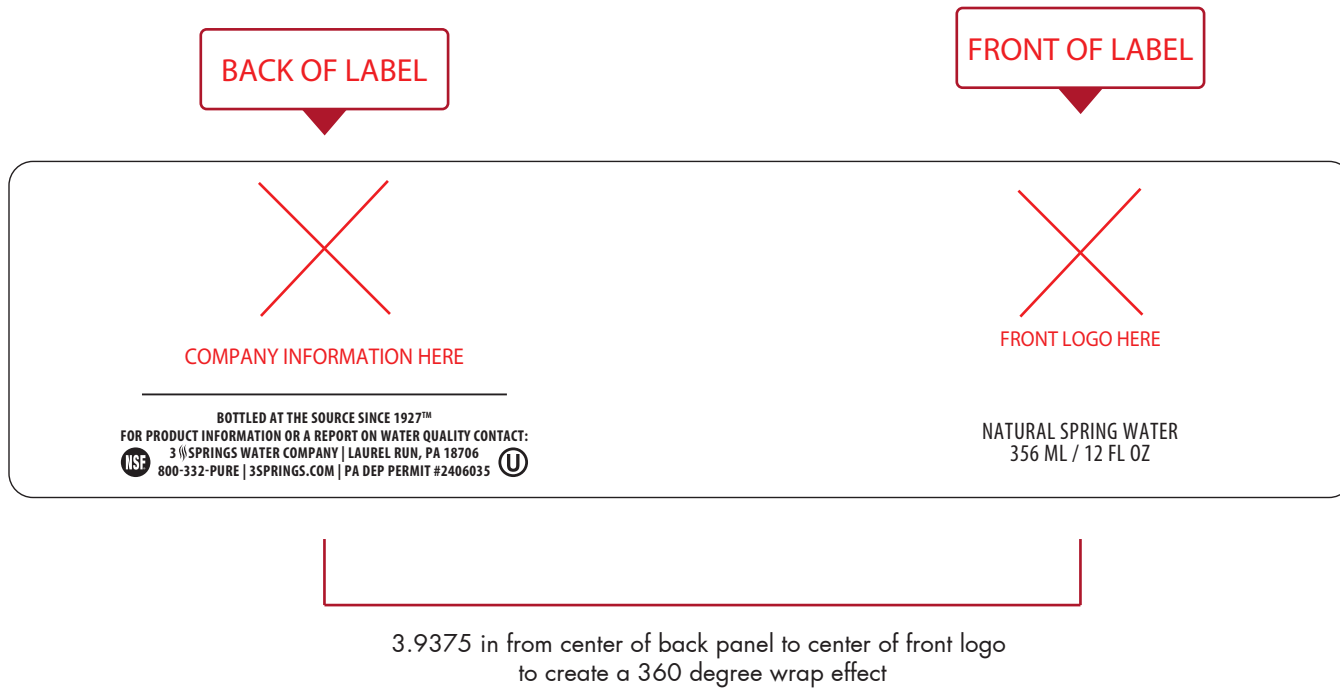 BACK OF LABEL
FRONT OF LABEL
COMPANY INFORMATION HERE
FRONT LOGO HERE
BOTTLED AT THE SOURCE SINCE 1927™
FOR PRODUCT INFORMATION OR A REPORT ON WATER QUALITY CONTACT:
3 SPRINGS WATER COMPANY | LAUREL RUN, PA 18706
NSF 800-332-PURE | 3SPRINGS.COM | PA DEP PERMIT #2406035 U
NATURAL SPRING WATER
356 ML / 12 FL OZ
3.9375 in from center of back panel to center of front logo
to create a 360 degree wrap effect